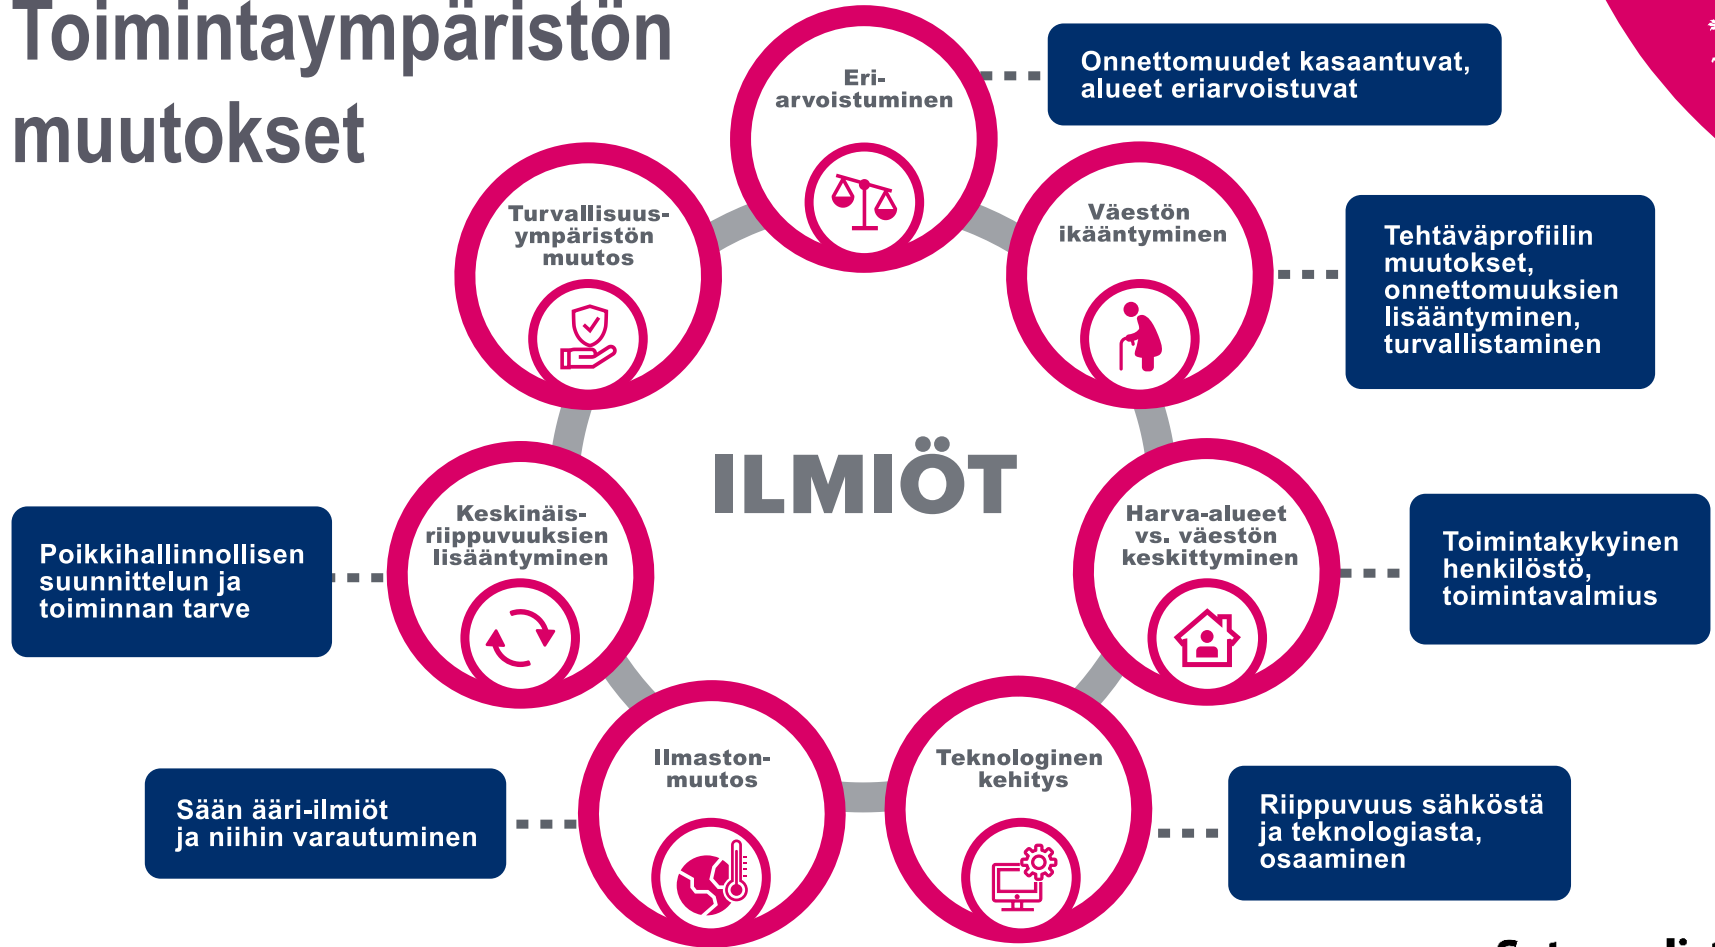 Toimintaympäristön
muutokset
Eri-
arvoistuminen
Onnettomuudet kasaantuvat,
alueet eriarvoistuvat
Väestön
ikääntyminen
Tehtäväprofiilin
muutokset,
onnettomuuksien
lisääntyminen,
turvallistaminen
Turvallisuus-
ympäristön
muutos
ILMIÖT
Harva-alueet
vs. väestön
keskittyminen
Toimintakykyinen
henkilöstö,
toimintavalmius
Keskinäis-
riippuvuuksien
lisääntyminen
Poikkihallinnollisen
suunnittelun ja
toiminnan tarve
Teknologinen
kehitys
Riippuvuus sähköstä
ja teknologiasta,
osaaminen
Ilmaston-
muutos
Sään ääri-ilmiöt
ja niihin varautuminen